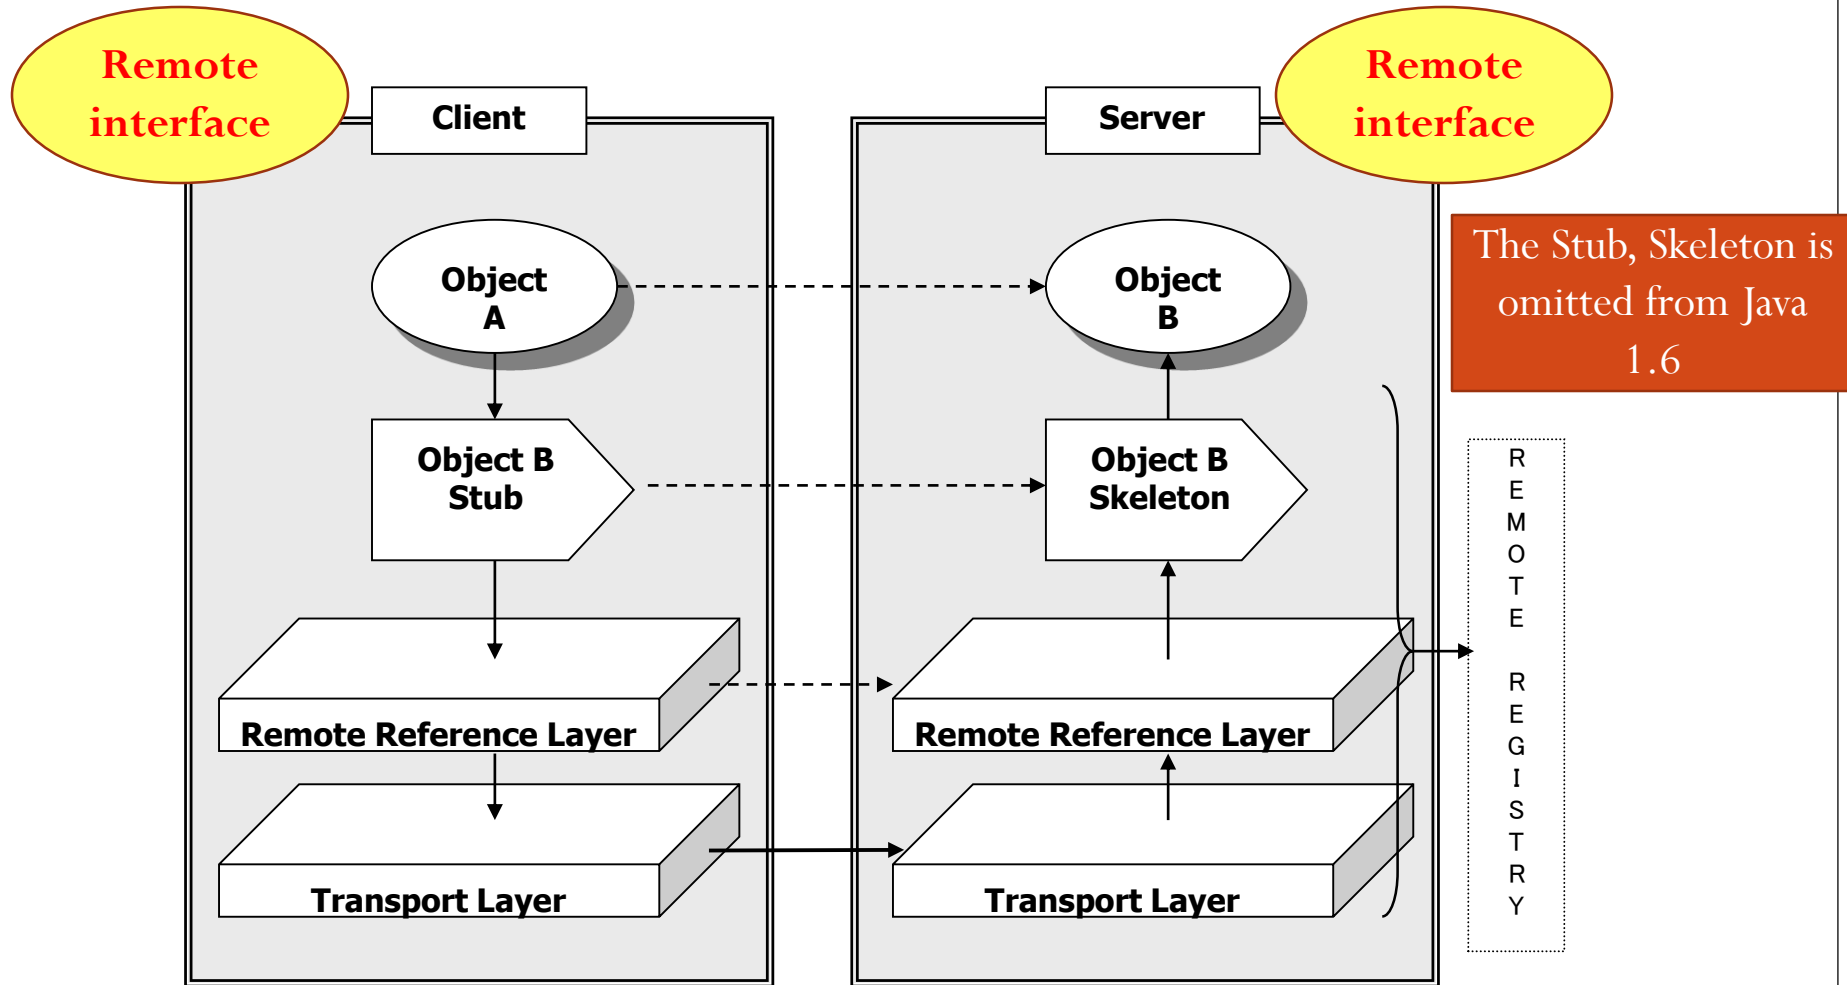 Remote
interface
Client
Server
Remote
interface
The Stub, Skeleton is
omitted from Java
1.6
Object
A
Object
B
Object B
Stub
Object B
Skeleton
Remote Reference Layer
Remote Reference Layer
Transport Layer
Transport Layer
R
E
M
O
T
E
R
E
G
I
S
T
R
Y